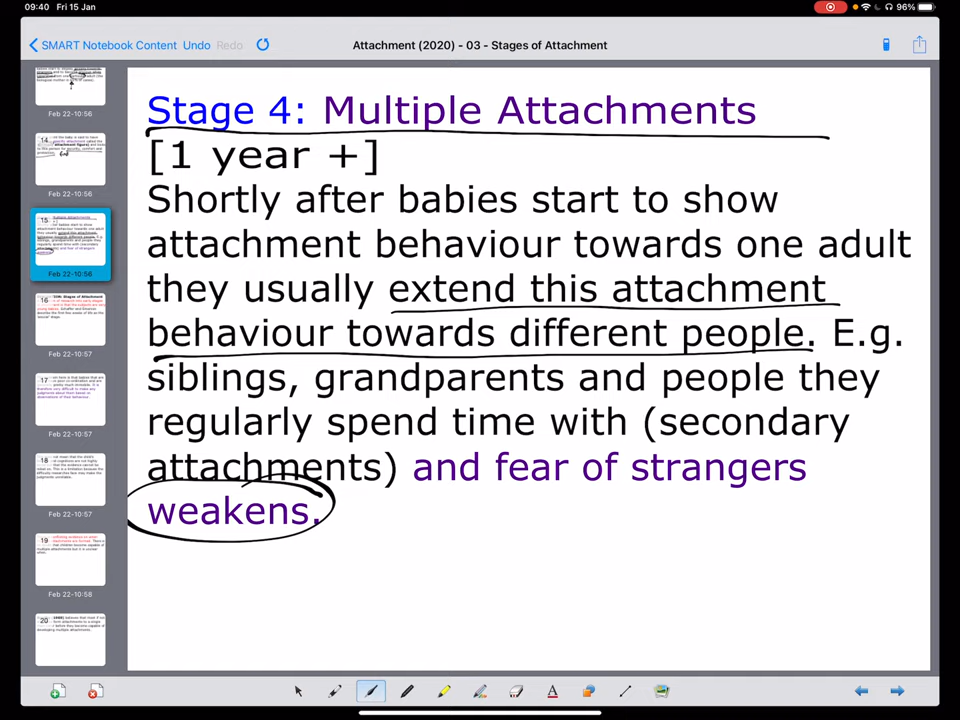 09:40 Fri 15 Jan
96%
SMART Notebook Content Undo Redo
Attachment (2020) - 03 - Stages of Attachment
Stage 4: Multiple Attachments
[1 year +]
Shortly after babies start to show
attachment behaviour towards one adult
they usually extend this attachment
behaviour towards different people. E.g.
siblings, grandparents and people they
regularly spend time with (secondary
attachments) and fear of strangers
weakens.
Feb 22-10:56
14
Feb 22-10:56
15
Feb 22-10:56
16
Feb 22-10:57
17
Feb 22-10:57
18
Feb 22-10:57
19
Feb 22-10:58
20
A